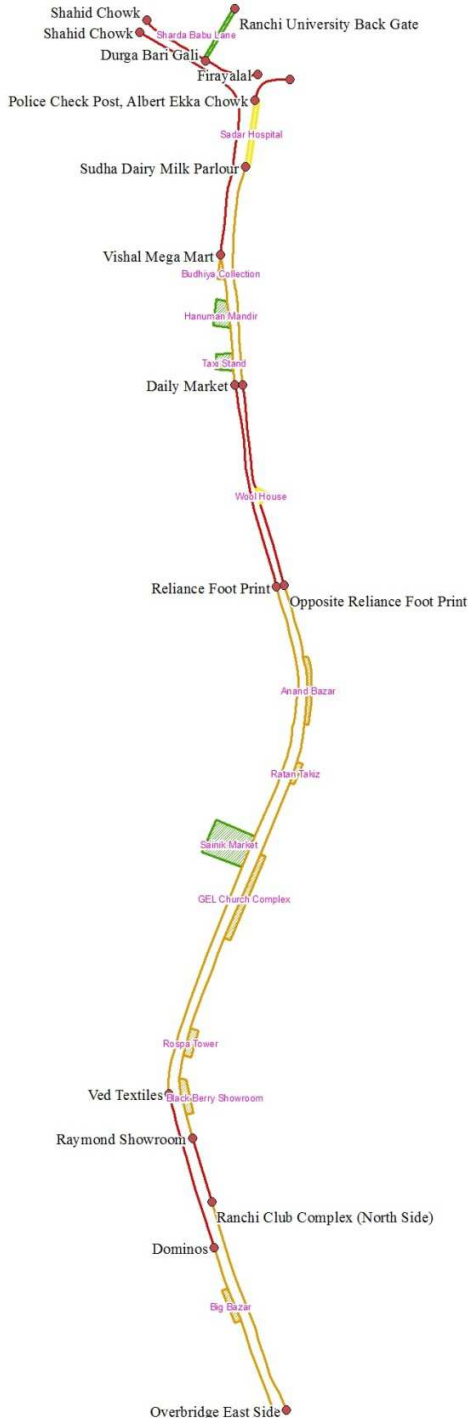 Shahid Chowk
Ranchi University Back Gate
Shahid Chowk
Sharda Babu Lane
Durga Bari Gali
Firayalal
Police Check Post, Albert Ekka Chowk
Sadar Hospital
Sudha Dairy Milk Parlour
Vishal Mega Mart
Budhiya Collection
Hanuman Mandir
Taxi Stand
Daily Market
Wool House
Reliance Foot Print
Opposite Reliance Foot Print
Anand Bazar
Ratan Takiz
Sainik Market
GEL Church Complex
Rospa Tower
Ved Textiles
Black Berry Showroom
Raymond Showroom
Ranchi Club Complex (North Side)
Dominos
Big Bazar
Overbridge East Side